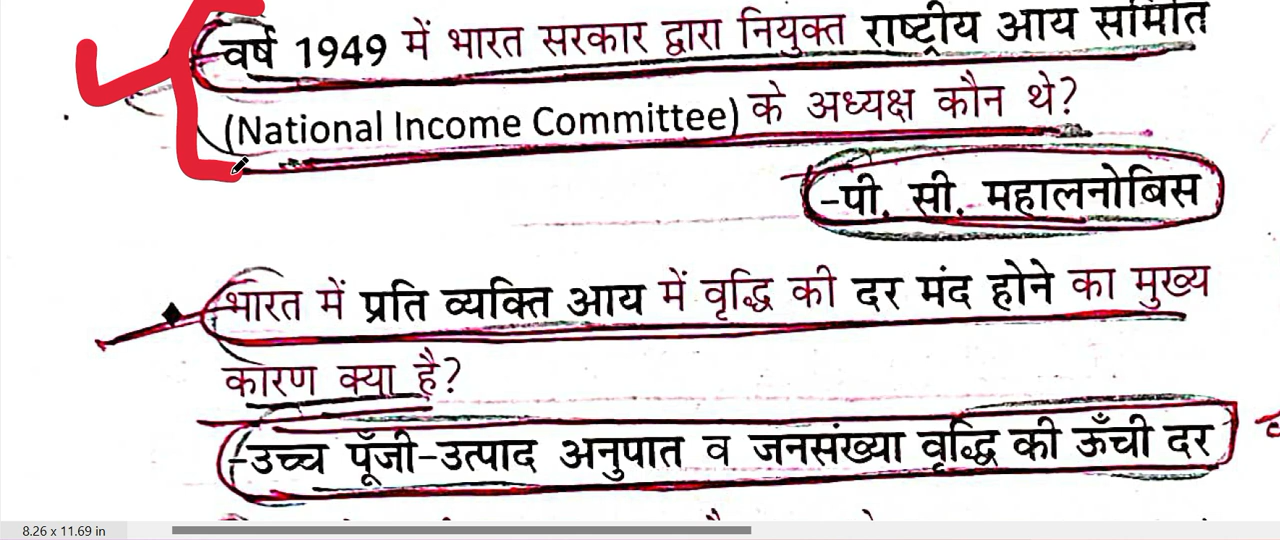 वर्ष 1949 में भारत सरकार द्वारा नियुक्त राष्ट्रीय आय समिति
(National Income Committee) के अध्यक्ष कौन थे?
-पी. सी. महालनोबिस
◆ भारत में प्रति व्यक्ति आय में वृद्धि की दर मंद होने का मुख्य
कारण क्या है?
-उच्च पूँजी-उत्पाद अनुपात व जनसंख्या वृद्धि की ऊँची दर
8.26 x 11.69 in